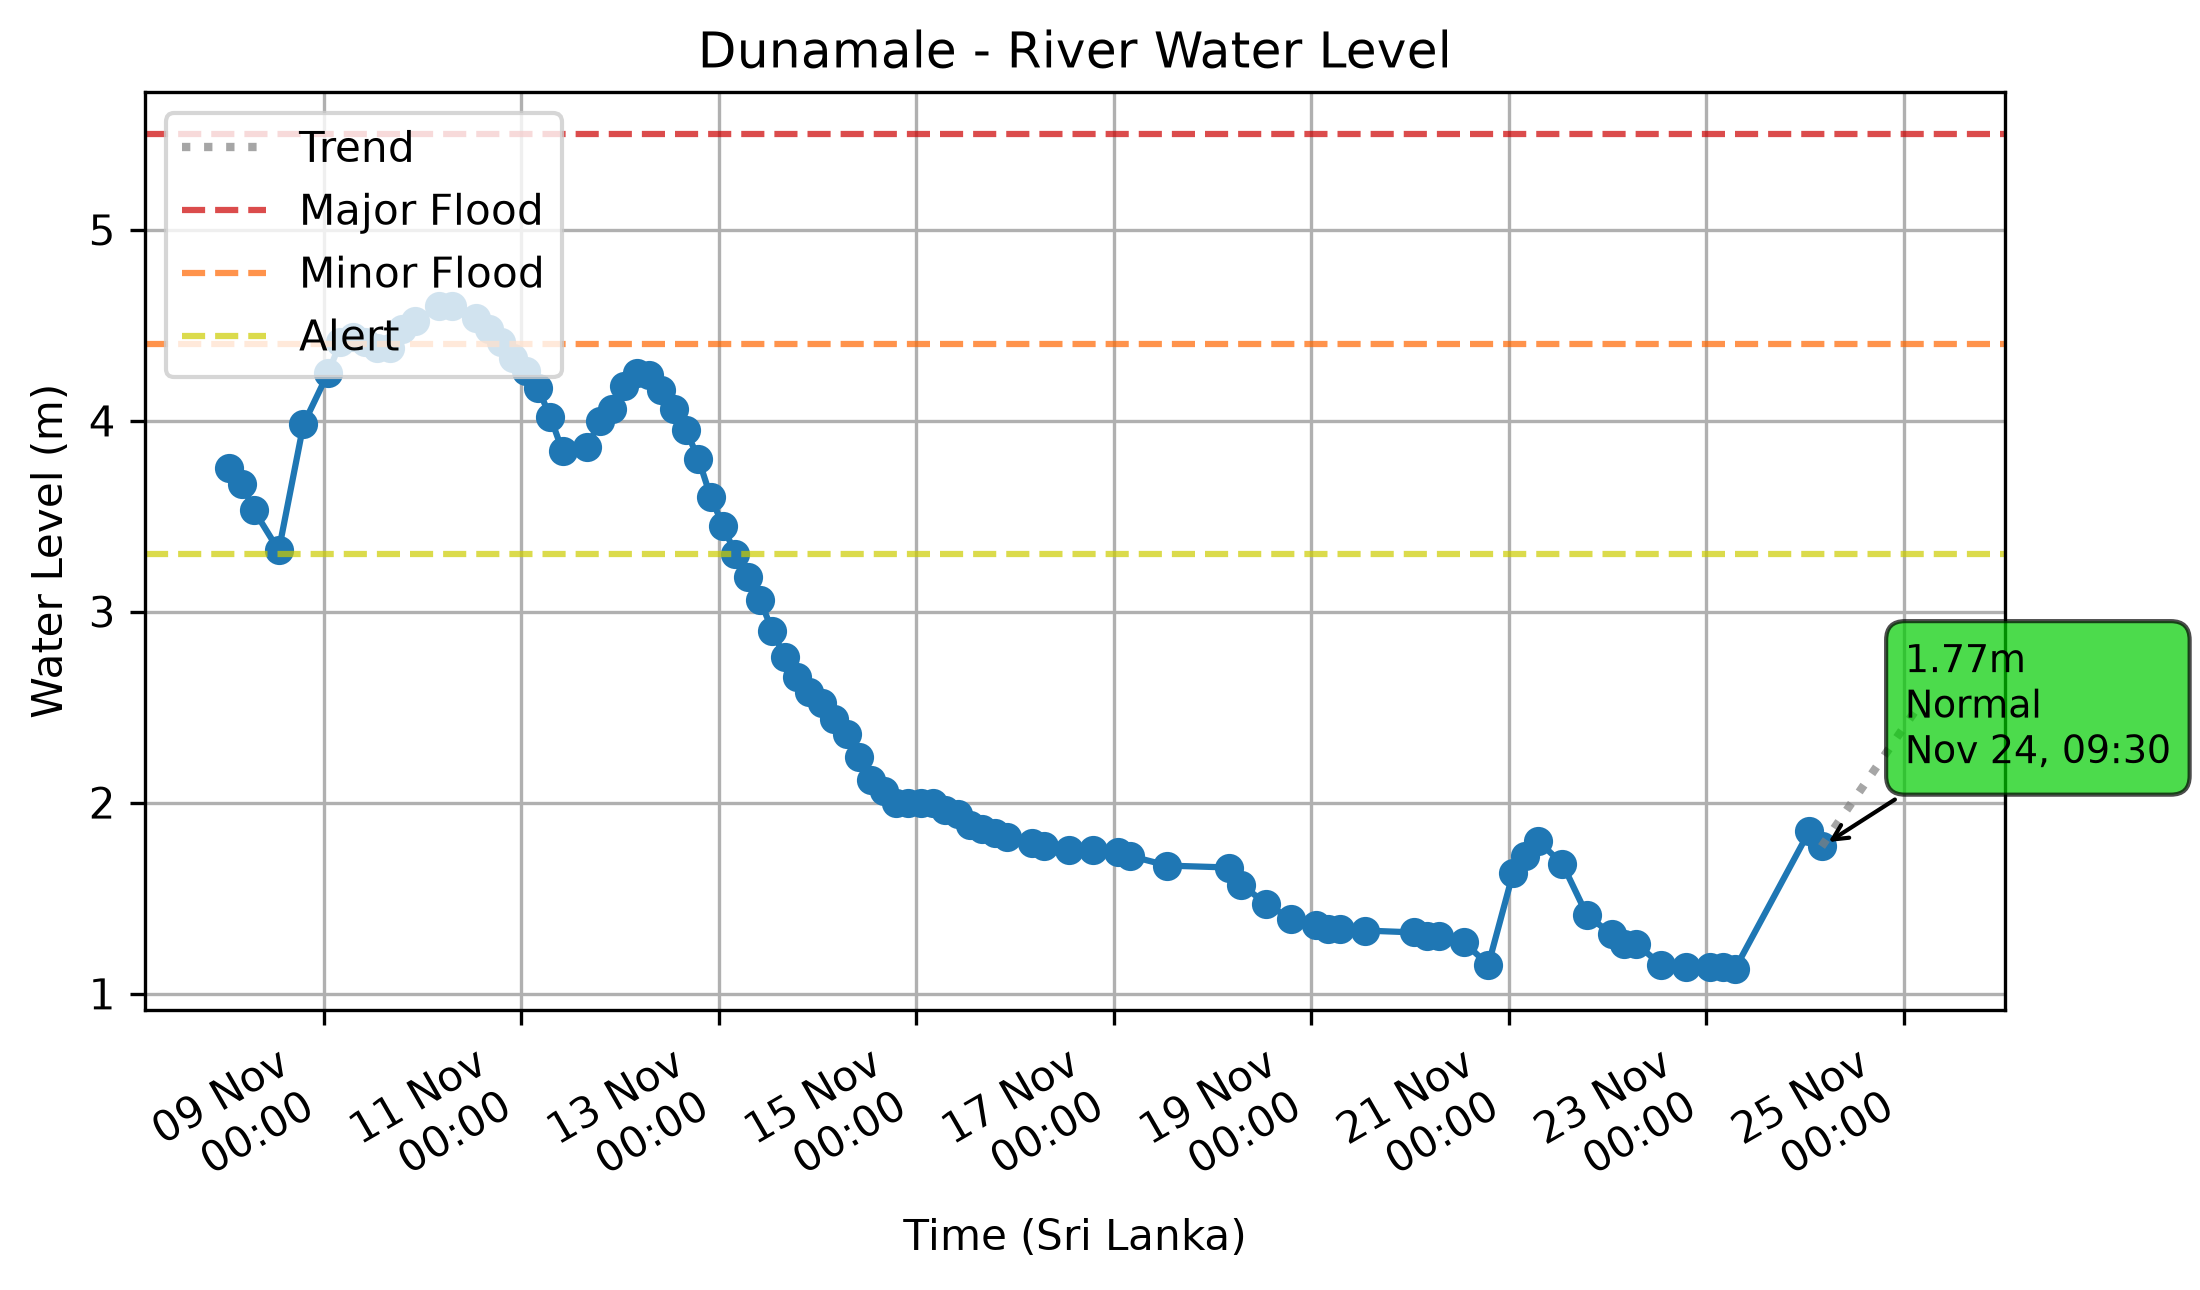 Dunamale - River Water Level
Trend
Major Flood
Minor Flood
Alert
Water Level (m)
5
4
3
2
1
1.77m
Normal
Nov 24, 09:30
09 Nov
00:00
11 Nov
00:00
13 Nov
00:00
15 Nov
00:00
17 Nov
00:00
19 Nov
00:00
21 Nov
00:00
23 Nov
00:00
25 Nov
00:00
Time (Sri Lanka)